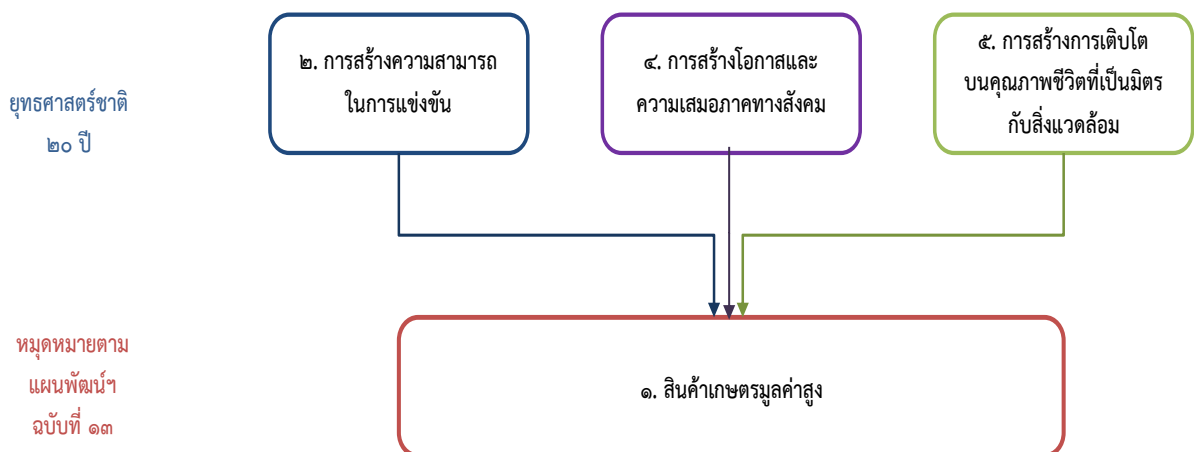 ยุทธศาสตร์ชาติ
๒๐ ปี
๒. การสร้างความสามารถ
ในการแข่งขัน
๔. การสร้างโอกาสและ
ความเสมอภาคทางสังคม
๕. การสร้างการเติบโต
บนคุณภาพชีวิตที่เป็นมิตร
กับสิ่งแวดล้อม
หมุดหมายตาม
แผนพัฒน์ฯ
ฉบับที่ ๑๓
๑. สินค้าเกษตรมูลค่าสูง